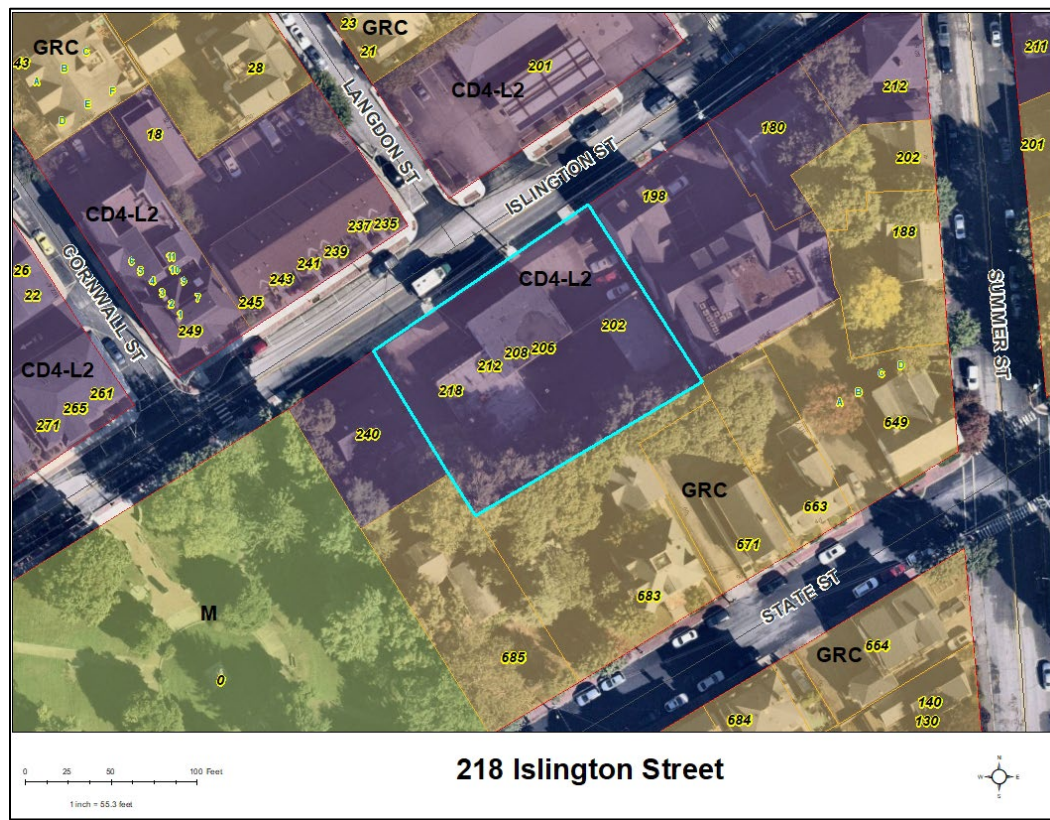 GRC
43
A
B
C
D
E
F
28
23
21
GRC
201
CD4-L2
LANGDON ST
ISLINGTON ST
212
211
180
202
201
18
CD4-L2
198
188
CORNWALL ST
6
5
4
3
2
1
11
10
9
7
249
237
235
239
241
243
245
26
22
CD4-L2
261
265
271
CD4-L2
202
206
208
212
218
240
SUMMER ST
A
B
C
D
649
GRC
663
671
683
STATE ST
685
M
0
GRC
664
684
140
130
0 25 50 100 Feet
1 inch = 55.3 feet
218 Islington Street
N
W
E
S